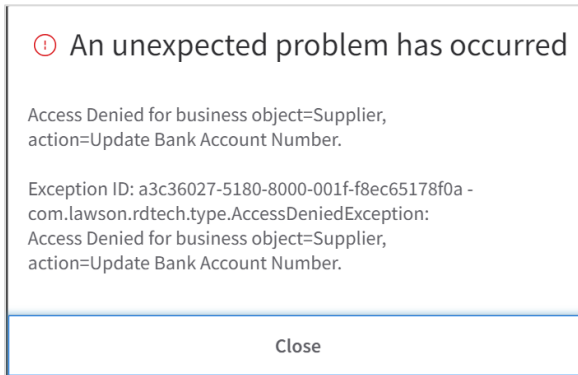 An unexpected problem has occurred
Access Denied for business object=Supplier,
action=Update Bank Account Number.
Exception ID: a3c36027-5180-8000-001f-f8ec65178f0a -
com.lawson.rdtech.type.AccessDeniedException:
Access Denied for business object=Supplier,
action=Update Bank Account Number.
Close